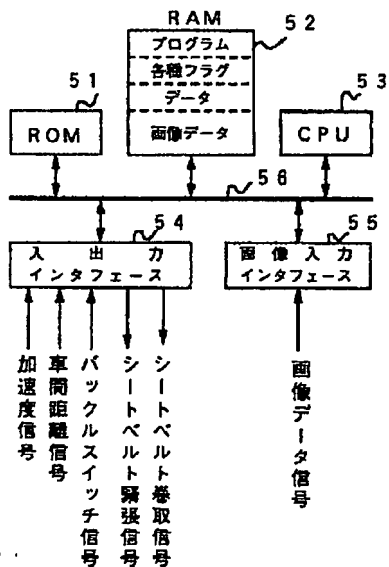 RAM
52
プログラム
各種フラグ
データ
画像データ
51
ROM
53
CPU
56
54
入出力
インタフェース
55
画像入力
インタフェース
加速度信号
車間距離信号
バックルスイッチ信号
シートベルト緊張信号
シートベルト巻取信号
画像データ信号